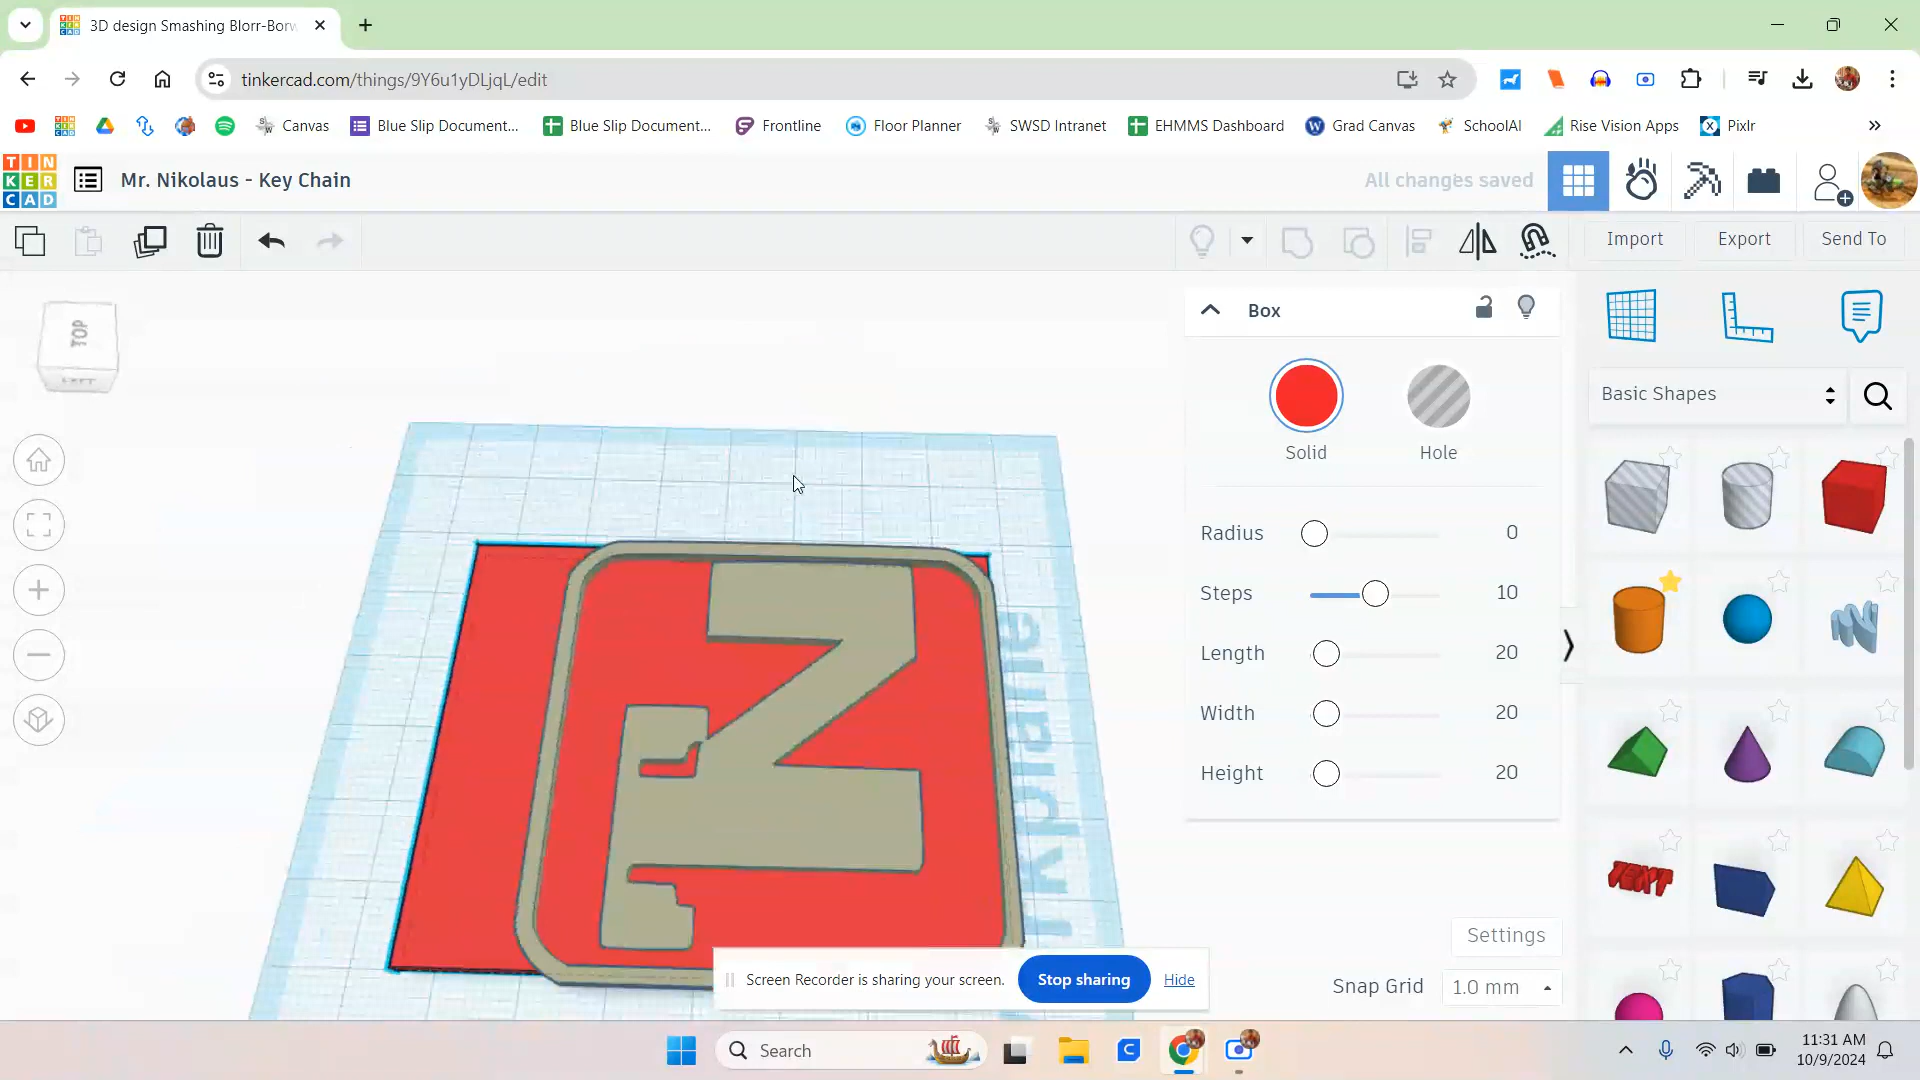 3D design Smashing Blorr-Borw
tinkercad.com/things/9Y6u1yDLjqL/edit
Canvas
Blue Slip Document...
Blue Slip Document...
Frontline
Floor Planner
SWSD Intranet
EHMMS Dashboard
Grad Canvas
SchoolAI
Rise Vision Apps
Pixlr
TIN
KER
CAD
Mr. Nikolaus - Key Chain
All changes saved
Import
Export
Send To
TOP
LEFT
Box
Solid
Hole
Basic Shapes
Radius 0
Steps 10
Length 20
Width 20
Height 20
TEXT
Settings
Snap Grid 1.0 mm
Screen Recorder is sharing your screen.
Stop sharing
Hide
Search
11:31 AM
10/9/2024